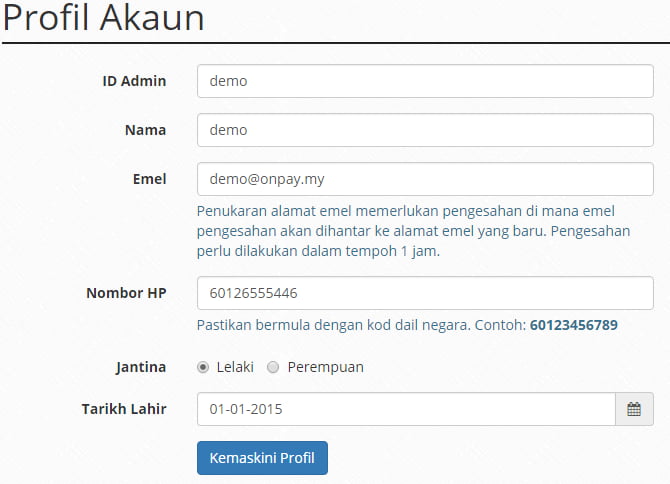 Profil Akaun
ID Admin demo
Nama demo
Emel demo@onpay.my
Penukaran alamat emel memerlukan pengesahan di mana emel
pengesahan akan dihantar ke alamat emel yang baru. Pengesahan
perlu dilakukan dalam tempoh 1 jam.
Nombor HP 60126555446
Pastikan bermula dengan kod dail negara. Contoh: 60123456789
Jantina Lelaki Perempuan
Tarikh Lahir 01-01-2015
Kemaskini Profil